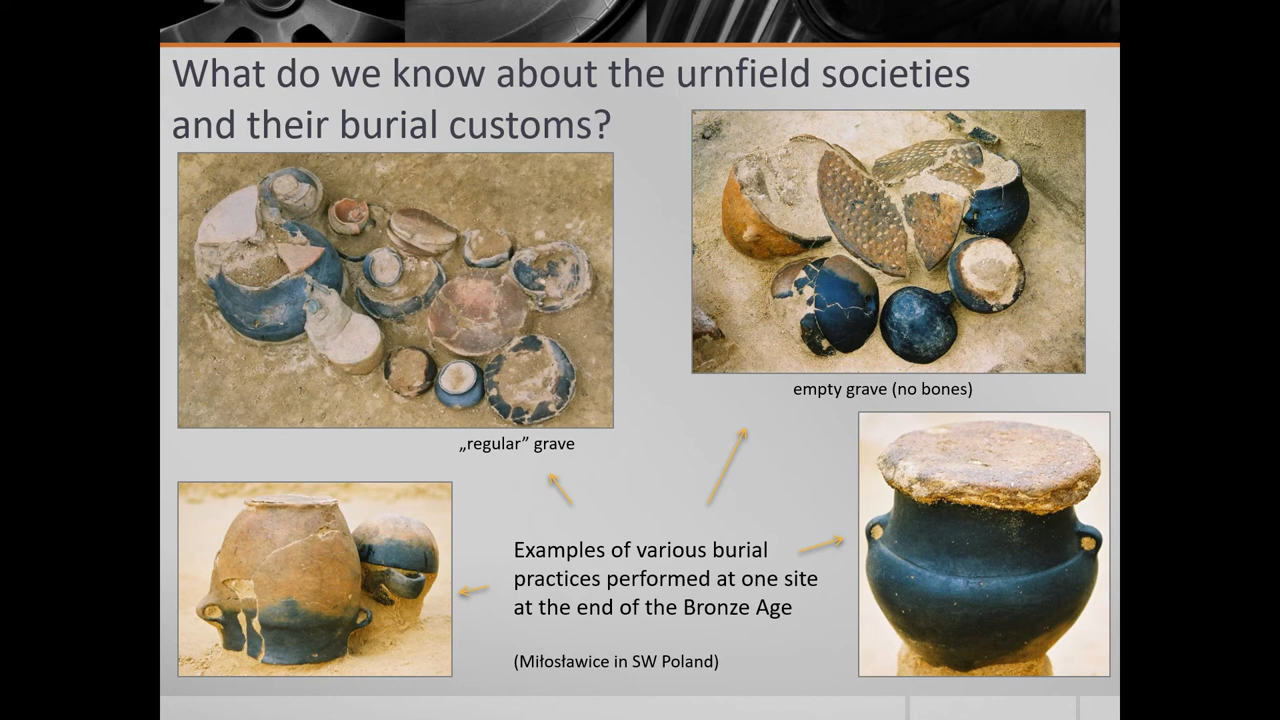 What do we know about the urnfield societies
and their burial customs?
empty grave (no bones)
„regular” grave
Examples of various burial
practices performed at one site
at the end of the Bronze Age
(Miłosławice in SW Poland)